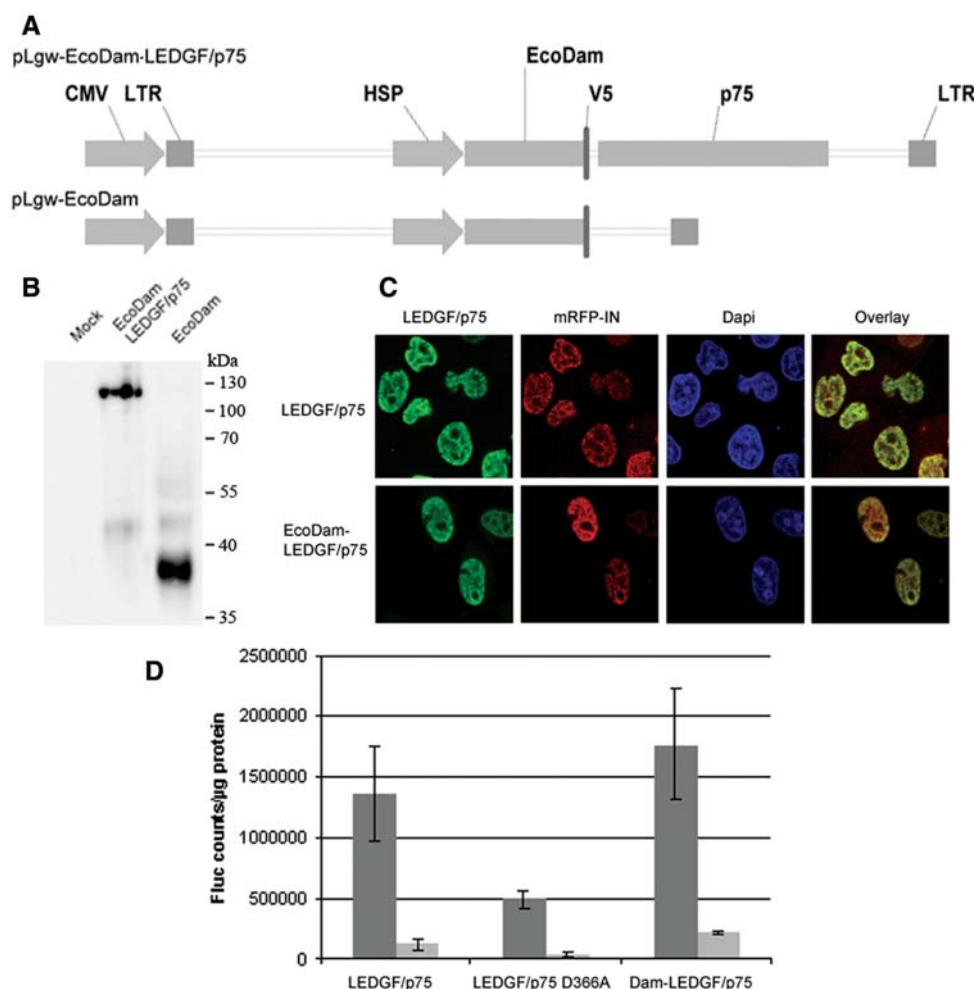 A
pLgw-EcoDam·LEDGF/p75
EcoDam
CMV LTR HSP V5 p75 LTR
pLgw-EcoDam
B
Mock
EcoDam
LEDGF/p75
EcoDam
kDa
130
100
70
55
40
35
C
LEDGF/p75 mRFP-IN Dapi Overlay
LEDGF/p75
EcoDam-
LEDGF/p75
D
Fluc counts/µg protein
2500000
2000000
1500000
1000000
500000
0
LEDGF/p75 LEDGF/p75 D366A Dam-LEDGF/p75